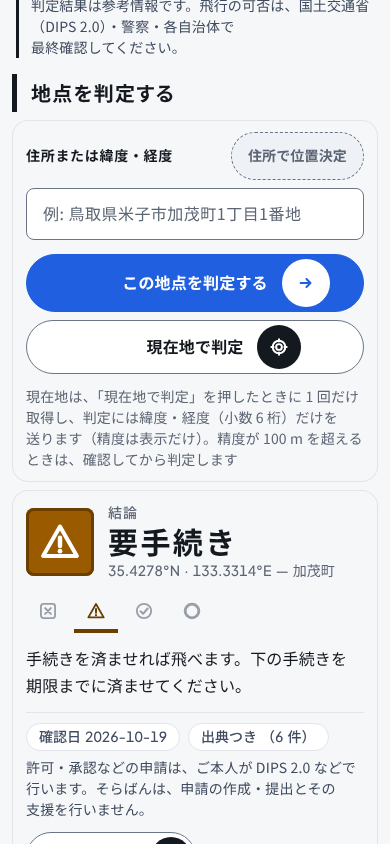 判定結果は参考情報です。飛行の可否は、国土交通省
（DIPS 2.0）・警察・各自治体で
最終確認してください。
地点を判定する
住所または緯度・経度
住所で位置決定
例: 鳥取県米子市加茂町1丁目1番地
この地点を判定する
現在地で判定
現在地は、「現在地で判定」を押したときに 1 回だけ
取得し、判定には緯度・経度（小数 6 桁）だけを
送ります（精度は表示だけ）。精度が 100 m を超える
ときは、確認してから判定します
結論
要手続き
35.4278°N · 133.3314°E — 加茂町
手続きを済ませれば飛べます。下の手続きを
期限までに済ませてください。
確認日 2026-10-19
出典つき （6 件）
許可・承認などの申請は、ご本人が DIPS 2.0 などで
行います。そらばんは、申請の作成・提出とその
支援を行いません。